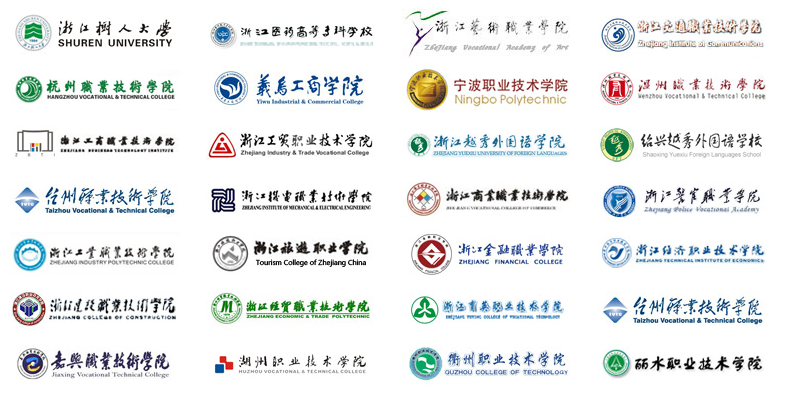 浙江樹人大學
SHUREN UNIVERSITY
浙江医药高等专科学校
浙江藝術職業學院
ZheJiang Vocational Academy of Art
浙江交通職業技術學院
Zhejiang Institute of Communications
杭州職業技術學院
HANGZHOU VOCATIONAL & TECHNICAL COLLEGE
義烏工商學院
Yiwu Industrial & Commercial College
宁波职业技术学院
Ningbo Polytechnic
温州職業技術學院
Wenzhou Vocational & Technical College
浙江工商職業技術學院
ZHEJIANG BUSINESS TECHNOLOGY INSTITUTE
ZBTI
浙江工贸职业技术学院
Zhejiang Industry & Trade Vocational College
浙江越秀外国语学院
ZHEJIANG YUEXIU UNIVERSITY OF FOREIGN LANGUAGES
绍兴越秀外国语学校
Shaoxing Yuexiu Foreign Languages School
台州職業技術學院
Taizhou Vocational & Technical College
浙江機電職業技術學院
ZHEJIANG INSTITUTE OF MECHANICAL & ELECTRICAL ENGINEERING
浙江商業職業技術學院
ZHEJIANG VOCATIONAL COLLEGE OF COMMERCE
浙江警官職業學院
Zhejiang Police Vocational Academy
浙江工業職業技術學院
ZHEJIANG INDUSTRY POLYTECHNIC COLLEGE
浙江旅遊职业學院
Tourism College of Zhejiang China
浙江金融職業學院
ZHEJIANG FINANCIAL COLLEGE
浙江经济职业技术学院
ZHEJIANG TECHNICAL INSTITUTE OF ECONOMICS
浙江建設職業技術學院
ZHEJIANG COLLEGE OF CONSTRUCTION
浙江经贸職業技術學院
ZHEJIANG ECONOMIC & TRADE POLYTECHNIC
浙江育英职业技术学院
ZHEJIANG YUYING COLLEGE OF VOCATIONAL TECHNOLOGY
台州職業技術學院
Taizhou Vocational & Technical College
嘉興職業技術學院
Jiaxing Vocational Technical College
湖州职业技术学院
HUZHOU VOCATIONAL & TECHNICAL COLLEGE
衢州职业技术学院
QUZHOU COLLEGE OF TECHNOLOGY
丽水职业技术学院